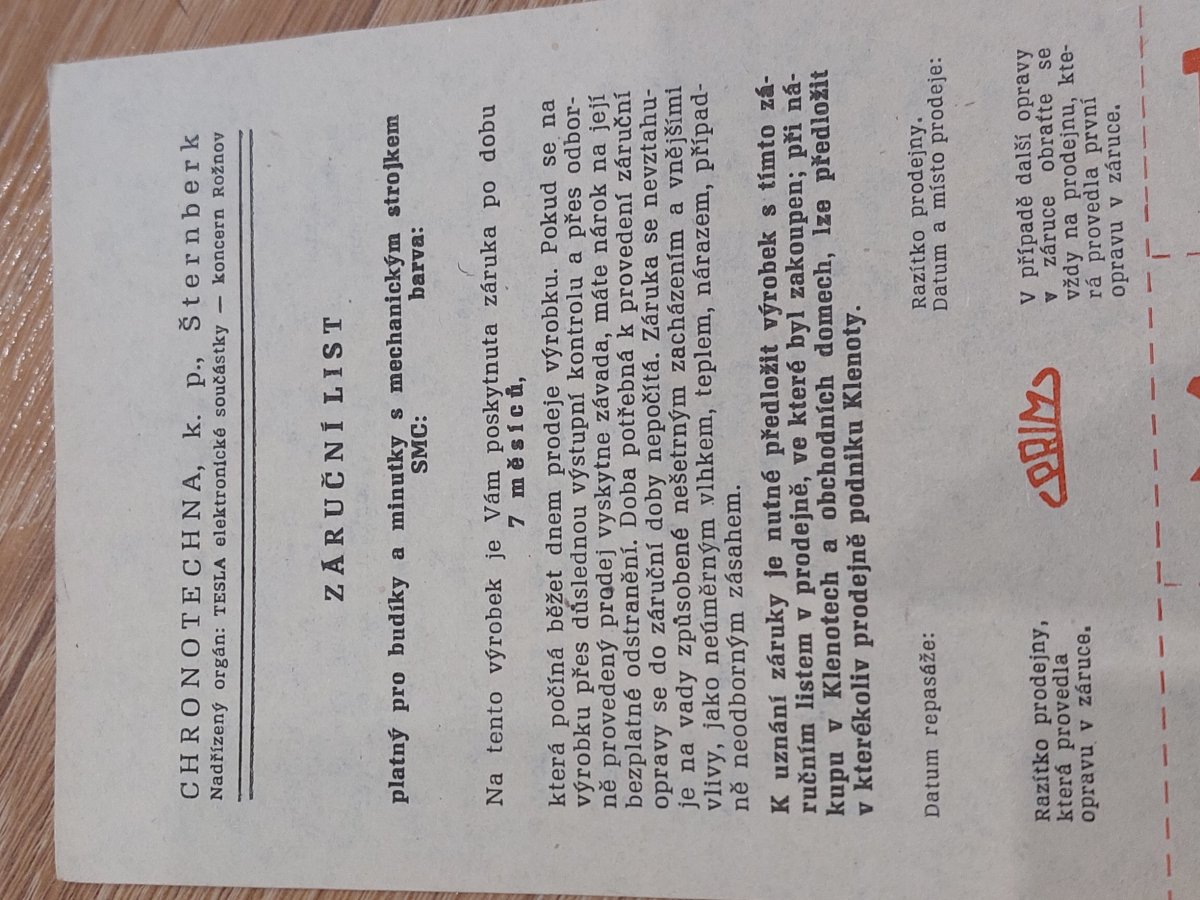 CHRONOTECHNA, k. p., Šternberk
Nadřízený orgán: TESLA elektronické součástky — koncern Rožnov
ZÁRUČNÍ LIST
platný pro budíky a minutky s mechanickým strojkem
SMC: barva:
Na tento výrobek je Vám poskytnuta záruka po dobu
7 měsíců,
která počíná běžet dnem prodeje výrobku. Pokud se na
výrobku přes důslednou výstupní kontrolu a přes odbor-
ně provedený prodej vyskytne závada, máte nárok na její
bezplatné odstranění. Doba potřebná k provedení záruční
opravy se do záruční doby nepočítá. Záruka se nevztahu-
je na vady způsobené nešetrným zacházením a vnějšími
vlivy, jako neúměrným vlhkem, teplem, nárazem, případ-
ně neodborným zásahem.
K uznání záruky je nutné předložit výrobek s tímto zá-
ručním listem v prodejně, ve které byl zakoupen; při ná-
kupu v Klenotech a obchodních domech, lze předložit
v kterékoliv prodejně podniku Klenoty.
Razítko prodejny.
Datum repasáže: Datum a místo prodeje:
Razítko prodejny,
která provedla
opravu v záruce.
PRIM
V případě další opravy
v záruce obraťte se
vždy na prodejnu, kte-
rá provedla první
opravu v záruce.